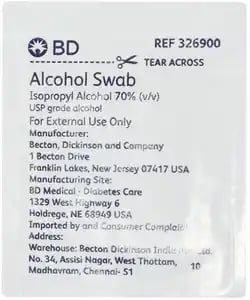 BD
REF 326900
TEAR ACROSS
Alcohol Swab
Isopropyl Alcohol 70% (v/v)
USP grade alcohol
For External Use Only
Manufacturer:
Becton, Dickinson and Company
1 Becton Drive
Franklin Lakes, New Jersey 07417 USA
Manufacturing Site:
BD Medical - Diabetes Care
1329 West Highway 6
Holdrege, NE 68949 USA
Imported by and Consumer Complaint
Address:
Warehouse: Becton Dickinson India Ltd.
No. 34, Assisi Nagar, West Thottam,
Madhavram, Chennai- 51
10